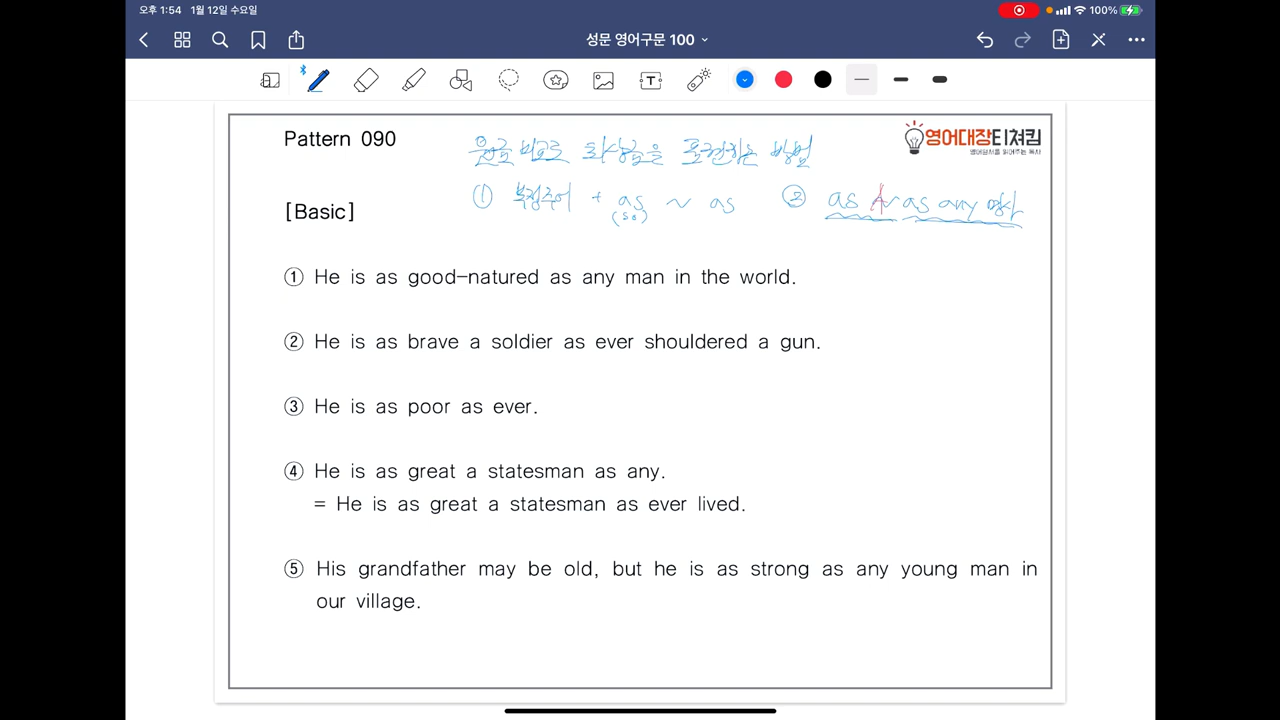 오후 1:54 1월 12일 수요일
100%
성문 영어구문 100
Pattern 090
원급 비교로 최상급을 표현하는 방법
영어대장티쳐킴
① 부정주어 + as ~ as ② as A~ as any 명사
(so)
[Basic]
① He is as good-natured as any man in the world.
② He is as brave a soldier as ever shouldered a gun.
③ He is as poor as ever.
④ He is as great a statesman as any.
= He is as great a statesman as ever lived.
⑤ His grandfather may be old, but he is as strong as any young man in
our village.